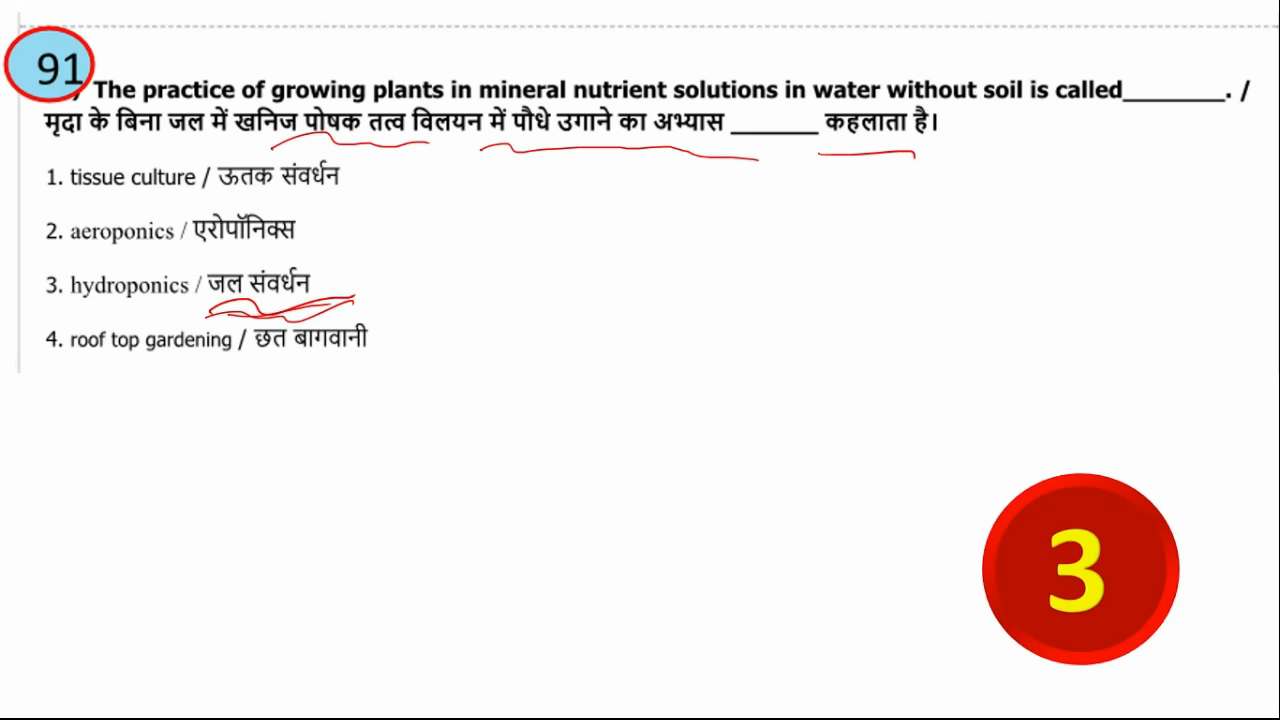 91
The practice of growing plants in mineral nutrient solutions in water without soil is called________. /
मृदा के बिना जल में खनिज पोषक तत्व विलयन में पौधे उगाने का अभ्यास _______ कहलाता है।
1. tissue culture / ऊतक संवर्धन
2. aeroponics / एरोपॉनिक्स
3. hydroponics / जल संवर्धन
4. roof top gardening / छत बागवानी
3